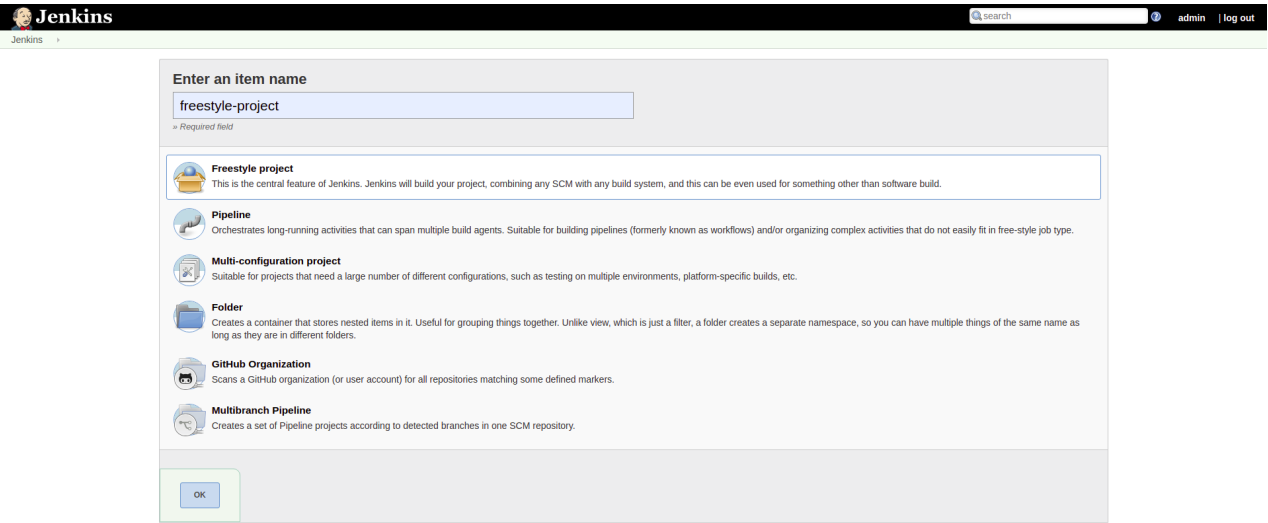 Jenkins
search
admin | log out
Jenkins
Enter an item name
freestyle-project
» Required field
Freestyle project
This is the central feature of Jenkins. Jenkins will build your project, combining any SCM with any build system, and this can be even used for something other than software build.
Pipeline
Orchestrates long-running activities that can span multiple build agents. Suitable for building pipelines (formerly known as workflows) and/or organizing complex activities that do not easily fit in free-style job type.
Multi-configuration project
Suitable for projects that need a large number of different configurations, such as testing on multiple environments, platform-specific builds, etc.
Folder
Creates a container that stores nested items in it. Useful for grouping things together. Unlike view, which is just a filter, a folder creates a separate namespace, so you can have multiple things of the same name as
long as they are in different folders.
GitHub Organization
Scans a GitHub organization (or user account) for all repositories matching some defined markers.
Multibranch Pipeline
Creates a set of Pipeline projects according to detected branches in one SCM repository.
OK